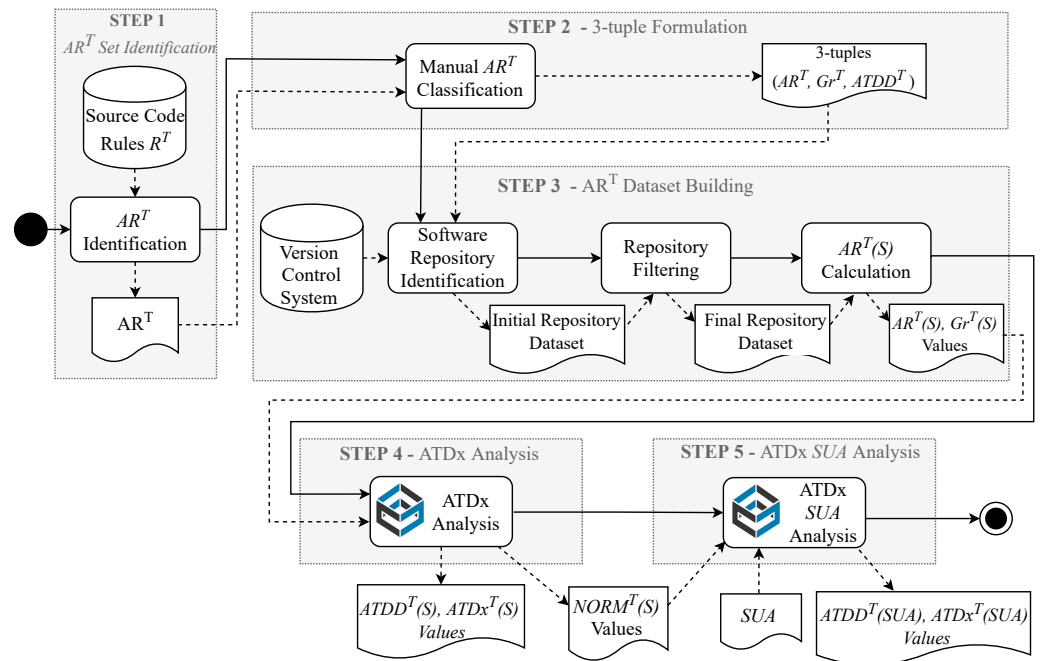 STEP 1
AR^T Set Identification
Source Code
Rules R^T
AR^T
Identification
AR^T
STEP 2 - 3-tuple Formulation
Manual AR^T
Classification
3-tuples
(AR^T, Gr^T, ATDD^T)
STEP 3 - AR^T Dataset Building
Version
Control
System
Software
Repository
Identification
Repository
Filtering
AR^T(S)
Calculation
Initial Repository
Dataset
Final Repository
Dataset
AR^T(S), Gr^T(S)
Values
STEP 4 - ATDx Analysis
ATDx
Analysis
ATDD^T(S), ATDx^T(S)
Values
NORM^T(S)
Values
STEP 5 - ATDx SUA Analysis
ATDx
SUA
Analysis
SUA
ATDD^T(SUA), ATDx^T(SUA)
Values